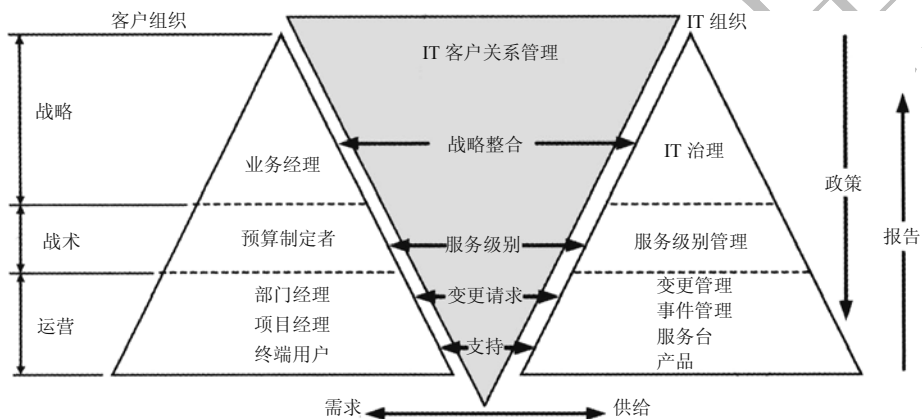 客户组织
IT 组织
IT 客户关系管理
战略
战略整合
业务经理
IT 治理
政策
战术
预算制定者
服务级别
服务级别管理
报告
部门经理
变更请求
变更管理
运营
项目经理
事件管理
终端用户
支持
服务台
产品
需求
供给